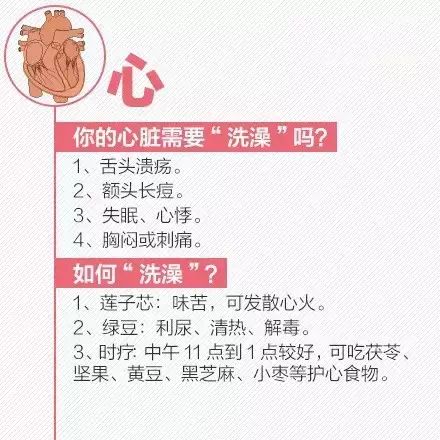 心
你的心脏需要“洗澡”吗?
1、舌头溃疡。
2、额头长痘。
3、失眠、心悸。
4、胸闷或刺痛。
如何“洗澡”?
1、莲子芯：味苦，可发散心火。
2、绿豆：利尿、清热、解毒。
3、时疗：中午11点到1点较好，可吃茯苓、
坚果、黄豆、黑芝麻、小枣等护心食物。